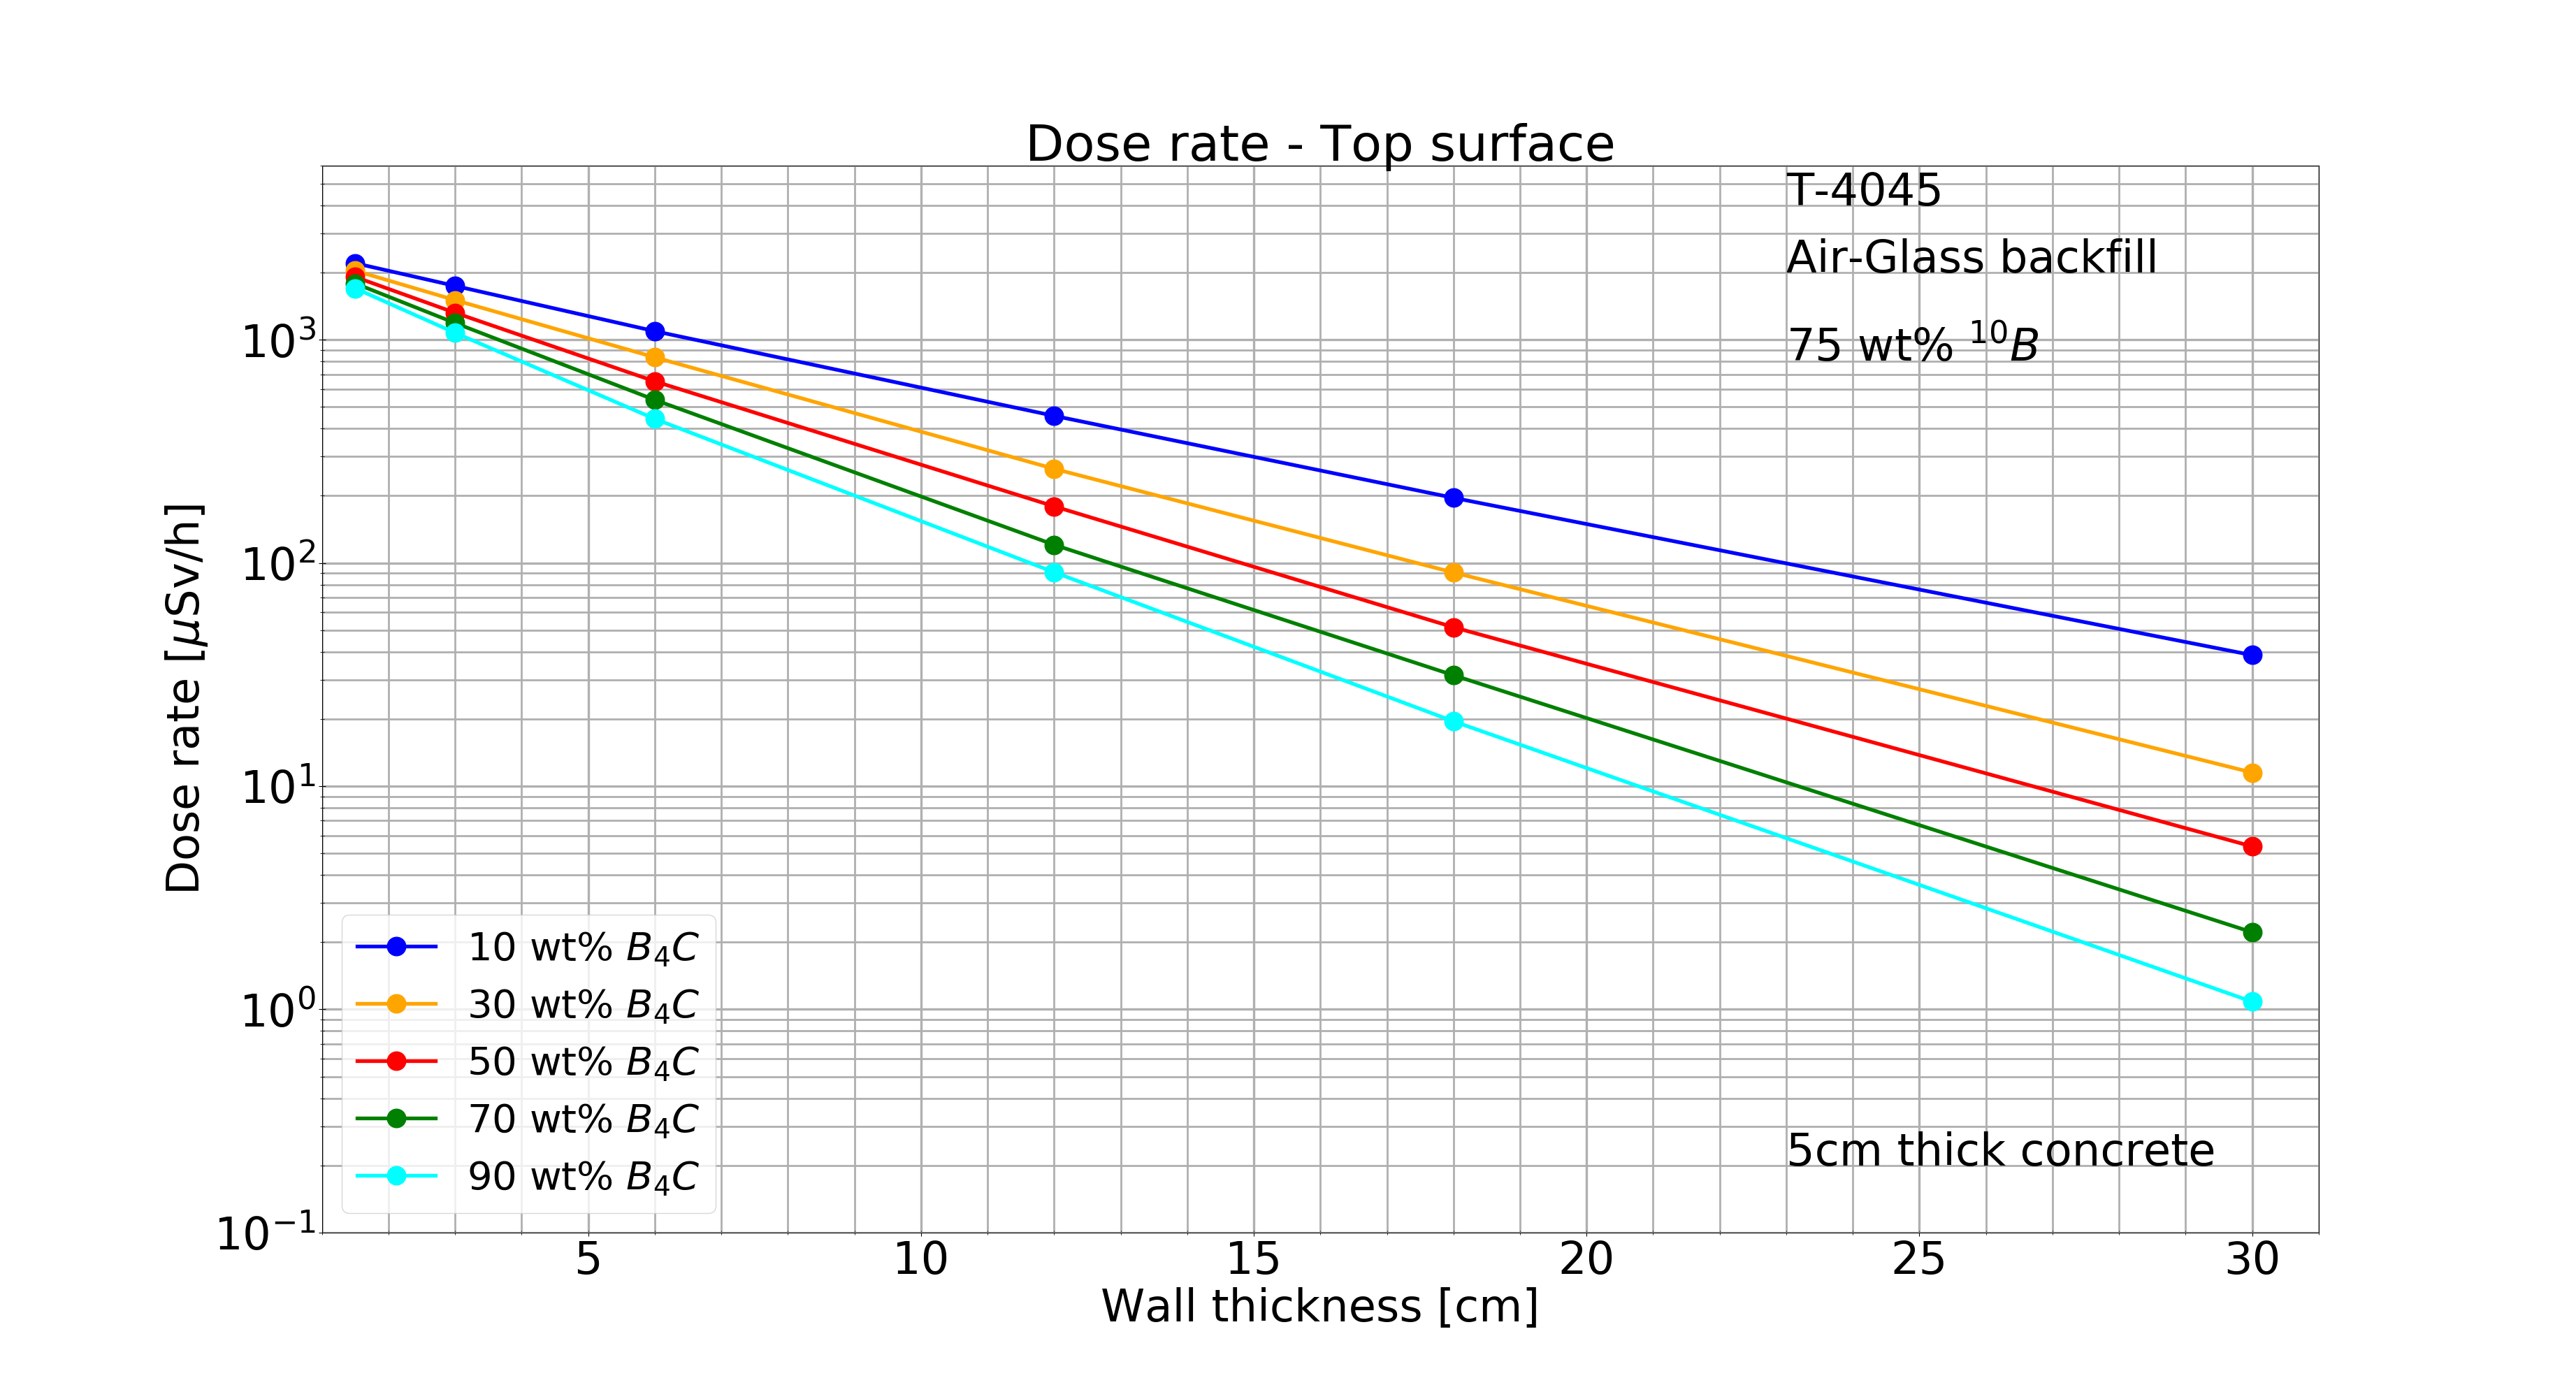 Dose rate - Top surface
T-4045
Air-Glass backfill
75 wt% ¹⁰B
Dose rate [μSv/h]
10³
10²
10¹
10⁰
10⁻¹
10 wt% B₄C
30 wt% B₄C
50 wt% B₄C
70 wt% B₄C
90 wt% B₄C
5cm thick concrete
5 10 15 20 25 30
Wall thickness [cm]